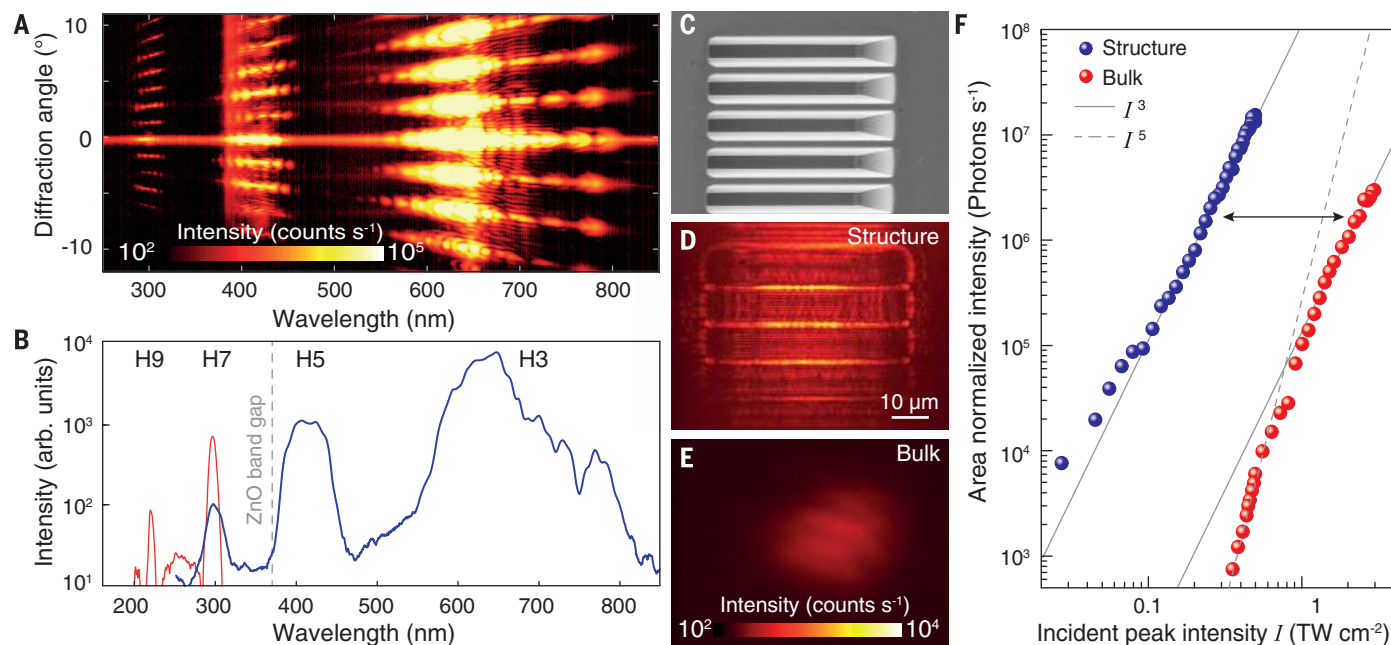 A
Diffraction angle (°)
10
0
-10
Intensity (counts s⁻¹)
10² 10⁵
300 400 500 600 700 800
Wavelength (nm)
B
Intensity (arb. units)
10⁴
10³
10²
10¹
H9 H7 H5 H3
ZnO band gap
160 200 300 400 500 600 700 800
Wavelength (nm)
C
D
Structure
10 µm
E
Bulk
Intensity (counts s⁻¹)
10² 10⁴
F
Area normalized intensity (Photons s⁻¹)
10⁸
10⁷
10⁶
10⁵
10⁴
10³
Structure
Bulk
I³
I⁵
0.1 1
Incident peak intensity I (TW cm⁻²)